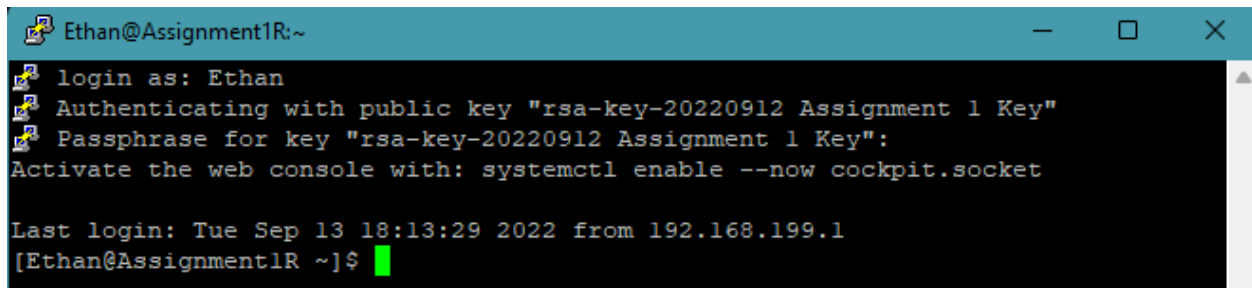 Ethan@Assignment1R:~
login as: Ethan
Authenticating with public key "rsa-key-20220912 Assignment 1 Key"
Passphrase for key "rsa-key-20220912 Assignment 1 Key":
Activate the web console with: systemctl enable --now cockpit.socket
Last login: Tue Sep 13 18:13:29 2022 from 192.168.199.1
[Ethan@Assignment1R ~]$